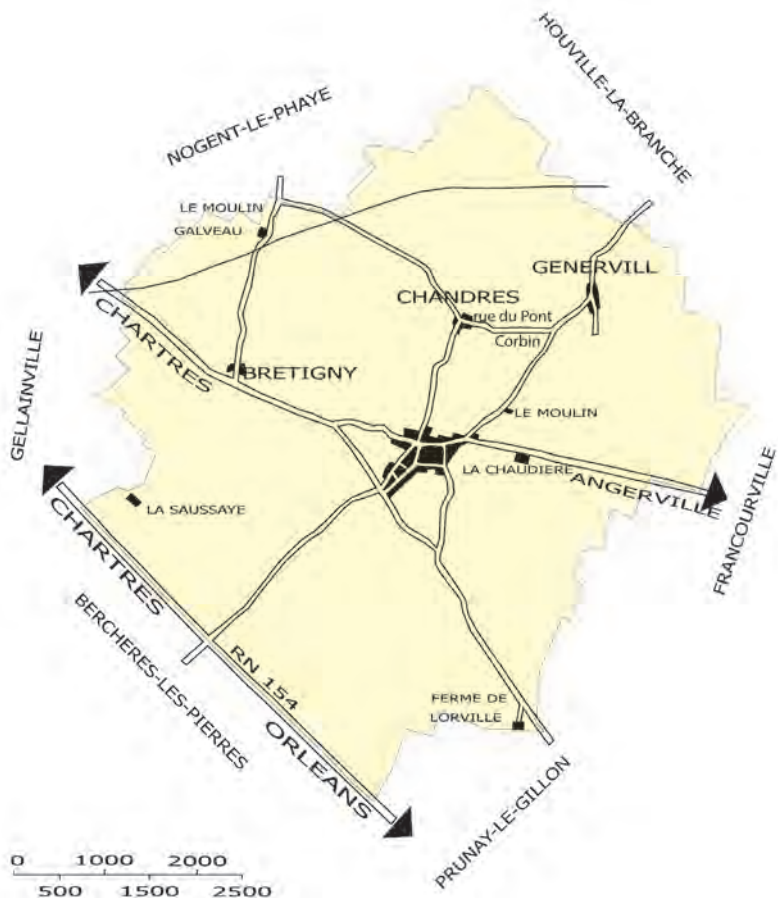 HOUVILLE-LA-BRANCHE
NOGENT-LE-PHAYE
LE MOULIN
GALVEAU
GENERVILL
CHANDRES
rue du Pont
Corbin
CHARTRES
BRETIGNY
GELLAINVILLE
LE MOULIN
LA CHAUDIERE
ANGERVILLE
FRANCOURVILLE
LA SAUSSAYE
CHARTRES
BERCHERES-LES-PIERRES
RN 154
ORLEANS
FERME DE
LORVILLE
PRUNAY-LE-GILLON
0 1000 2000
500 1500 2500